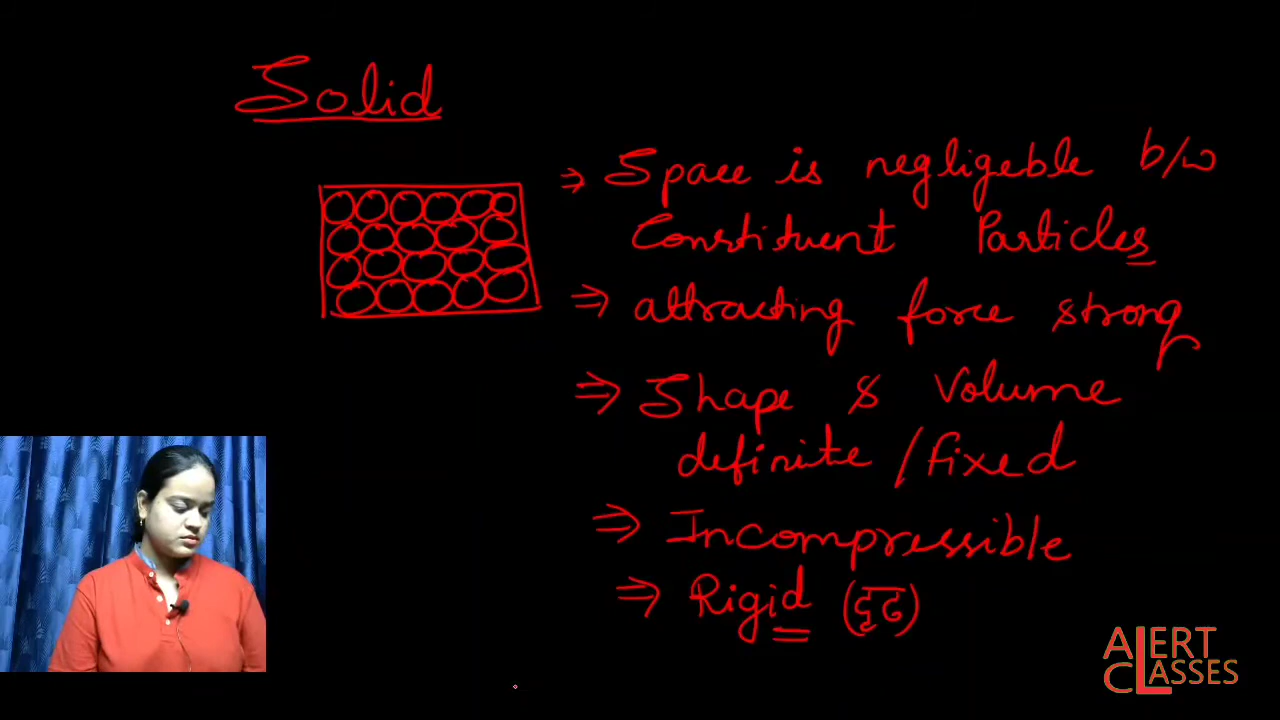 Solid
⇒ Space is negligeble b/w
Constituent Particles
⇒ attracting force strong
⇒ Shape & Volume
definite / fixed
⇒ Incompressible
⇒ Rigid (दृढ)
ALERT
CLASSES